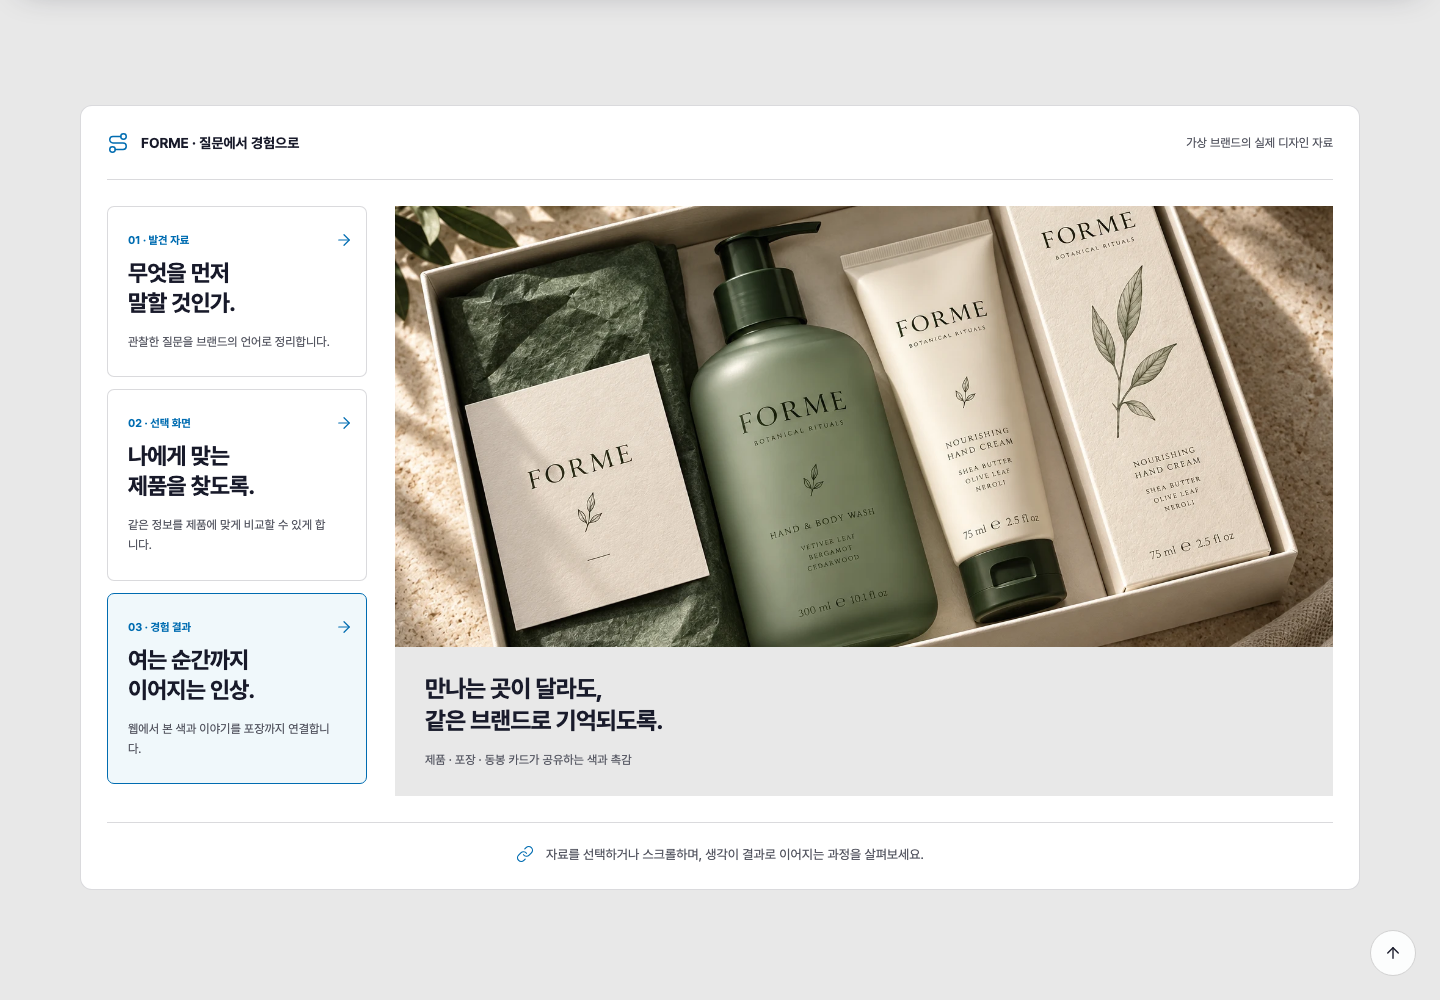 FORME · 질문에서 경험으로
가상 브랜드의 실제 디자인 자료
01 · 발견 자료
무엇을 먼저
말할 것인가.
관찰한 질문을 브랜드의 언어로 정리합니다.
02 · 선택 화면
나에게 맞는
제품을 찾도록.
같은 정보를 제품에 맞게 비교할 수 있게 합
니다.
03 · 경험 결과
여는 순간까지
이어지는 인상.
웹에서 본 색과 이야기를 포장까지 연결합니
다.
FORME
FORME
BOTANICAL RITUALS
HAND & BODY WASH
VETIVER LEAF
BERGAMOT
CEDARWOOD
300 ml ℮ 10.1 fl oz
FORME
BOTANICAL RITUALS
NOURISHING
HAND CREAM
SHEA BUTTER
OLIVE LEAF
NEROLI
75 ml ℮ 2.5 fl oz
FORME
BOTANICAL RITUALS
NOURISHING
HAND CREAM
SHEA BUTTER
OLIVE LEAF
NEROLI
75 ml ℮ 2.5 fl oz
만나는 곳이 달라도,
같은 브랜드로 기억되도록.
제품 · 포장 · 동봉 카드가 공유하는 색과 촉감
자료를 선택하거나 스크롤하며, 생각이 결과로 이어지는 과정을 살펴보세요.